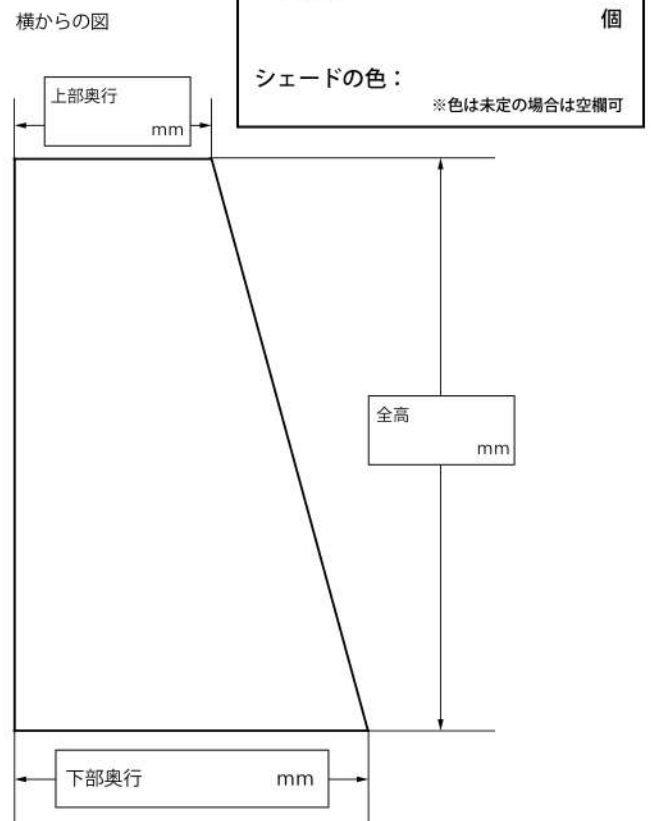 横からの図
個
シェードの色：
※色は未定の場合は空欄可
上部奥行
mm
全高
mm
下部奥行 mm